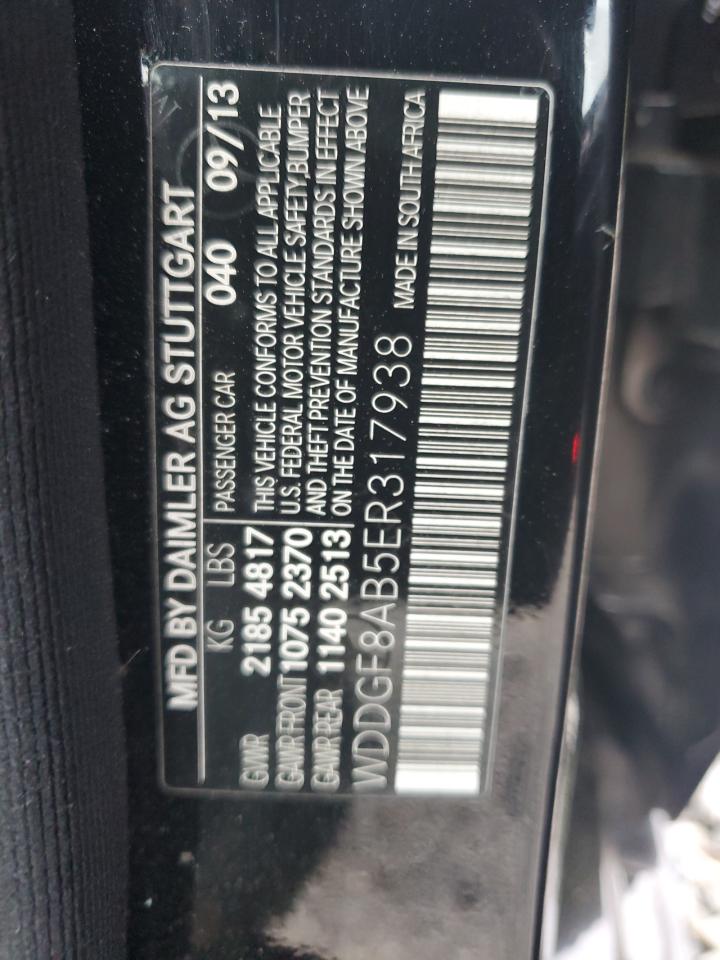 MFD BY DAIMLER AG STUTTGART
KG LBS PASSENGER CAR 040 09/13
GVWR 2185 4817 THIS VEHICLE CONFORMS TO ALL APPLICABLE
GAWR-FRONT 1075 2370 U.S. FEDERAL MOTOR VEHICLE SAFETY, BUMPER
GAWR-REAR 1140 2513 AND THEFT PREVENTION STANDARDS IN EFFECT
ON THE DATE OF MANUFACTURE SHOWN ABOVE
WDDGF8AB5ER317938 MADE IN SOUTH AFRICA